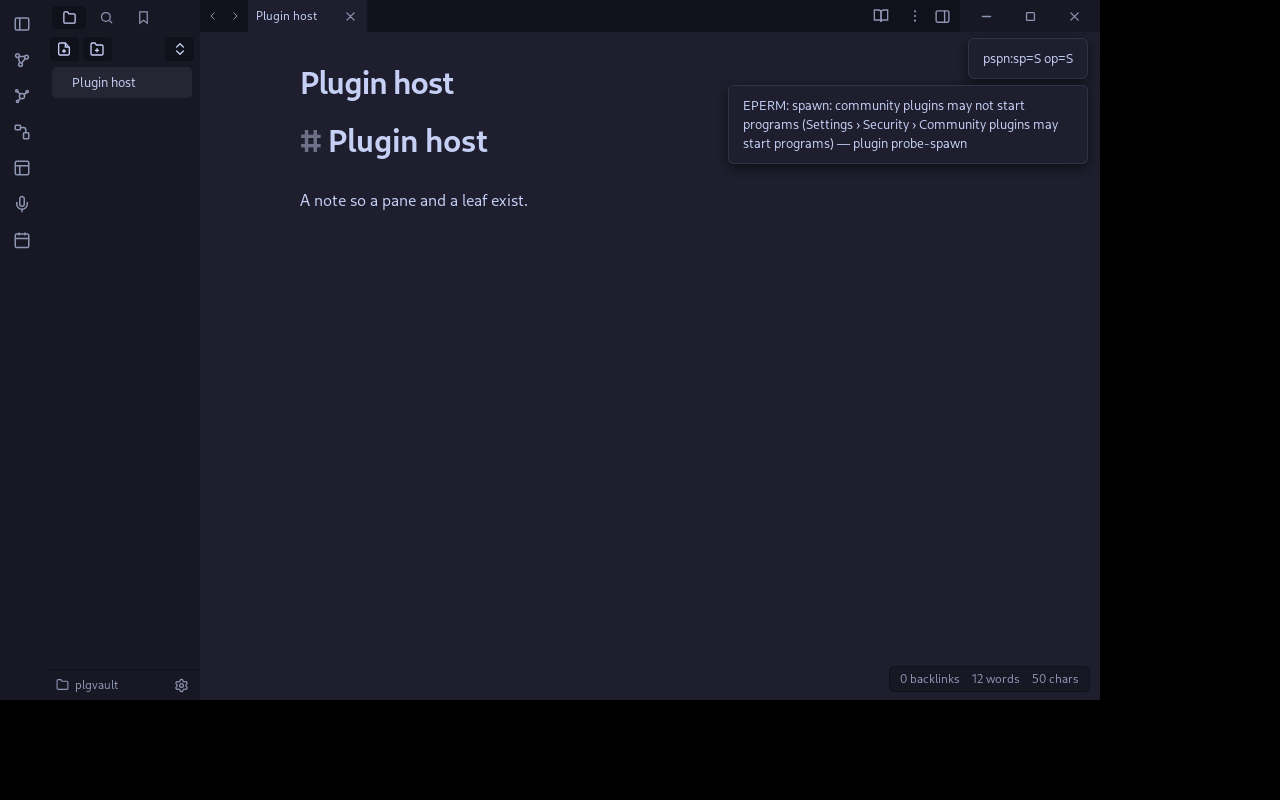 Plugin host
pspn:sp=S op=S
Plugin host
Plugin host
EPERM: spawn: community plugins may not start
programs (Settings › Security › Community plugins may
start programs) — plugin probe-spawn
# Plugin host
A note so a pane and a leaf exist.
plgvault
0 backlinks 12 words 50 chars